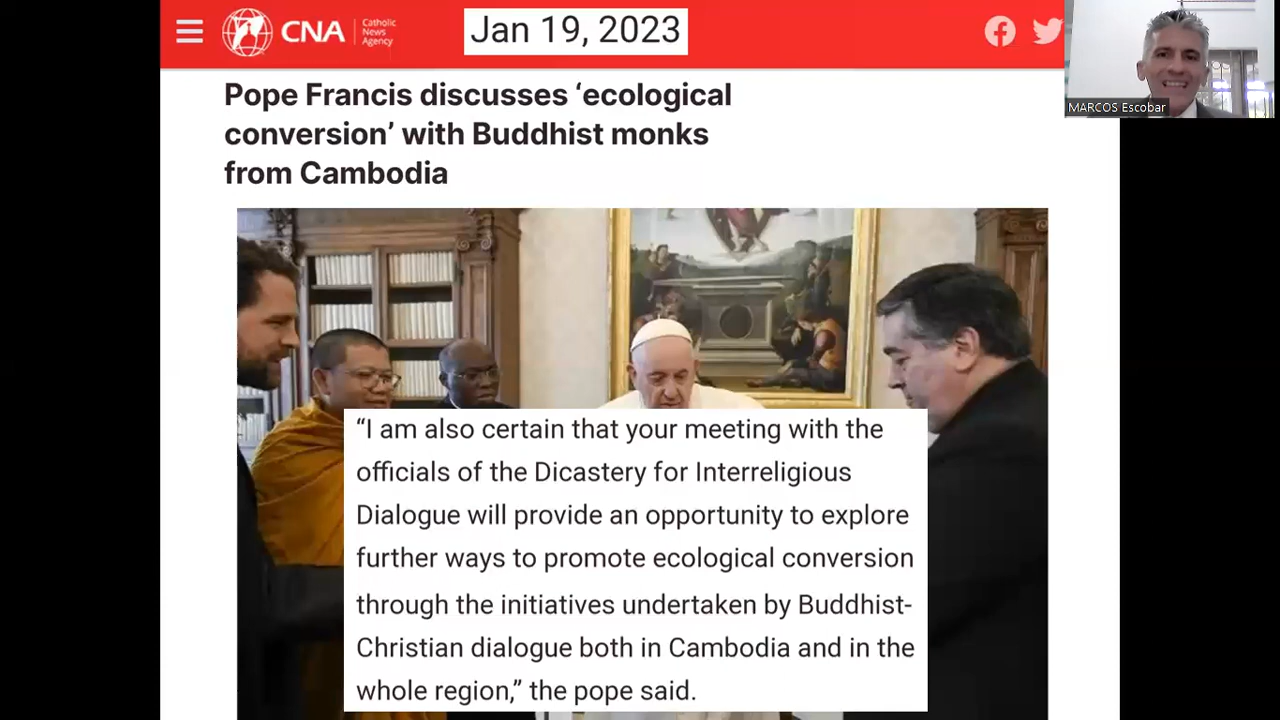 CNA
Catholic
News
Agency
Jan 19, 2023
MARCOS Escobar
Pope Francis discusses ‘ecological
conversion’ with Buddhist monks
from Cambodia
“I am also certain that your meeting with the
officials of the Dicastery for Interreligious
Dialogue will provide an opportunity to explore
further ways to promote ecological conversion
through the initiatives undertaken by Buddhist-
Christian dialogue both in Cambodia and in the
whole region,” the pope said.